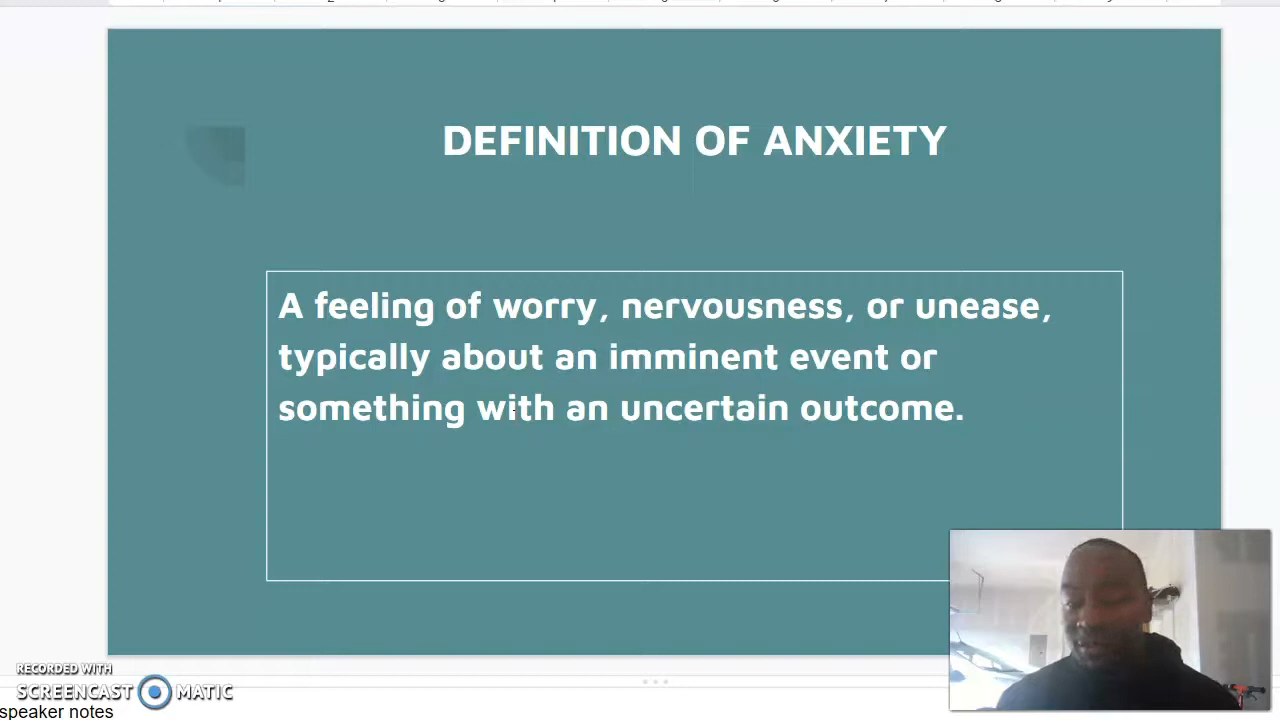 DEFINITION OF ANXIETY
A feeling of worry, nervousness, or unease,
typically about an imminent event or
something with an uncertain outcome.
RECORDED WITH
SCREENCAST MATIC
speaker notes